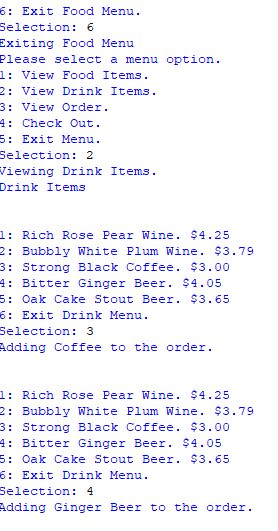 6: Exit Food Menu.
Selection: 6
Exiting Food Menu
Please select a menu option.
1: View Food Items.
2: View Drink Items.
3: View Order.
4: Check Out.
5: Exit Menu.
Selection: 2
Viewing Drink Items.
Drink Items
1: Rich Rose Pear Wine. $4.25
2: Bubbly White Plum Wine. $3.79
3: Strong Black Coffee. $3.00
4: Bitter Ginger Beer. $4.05
5: Oak Cake Stout Beer. $3.65
6: Exit Drink Menu.
Selection: 3
Adding Coffee to the order.
1: Rich Rose Pear Wine. $4.25
2: Bubbly White Plum Wine. $3.79
3: Strong Black Coffee. $3.00
4: Bitter Ginger Beer. $4.05
5: Oak Cake Stout Beer. $3.65
6: Exit Drink Menu.
Selection: 4
Adding Ginger Beer to the order.